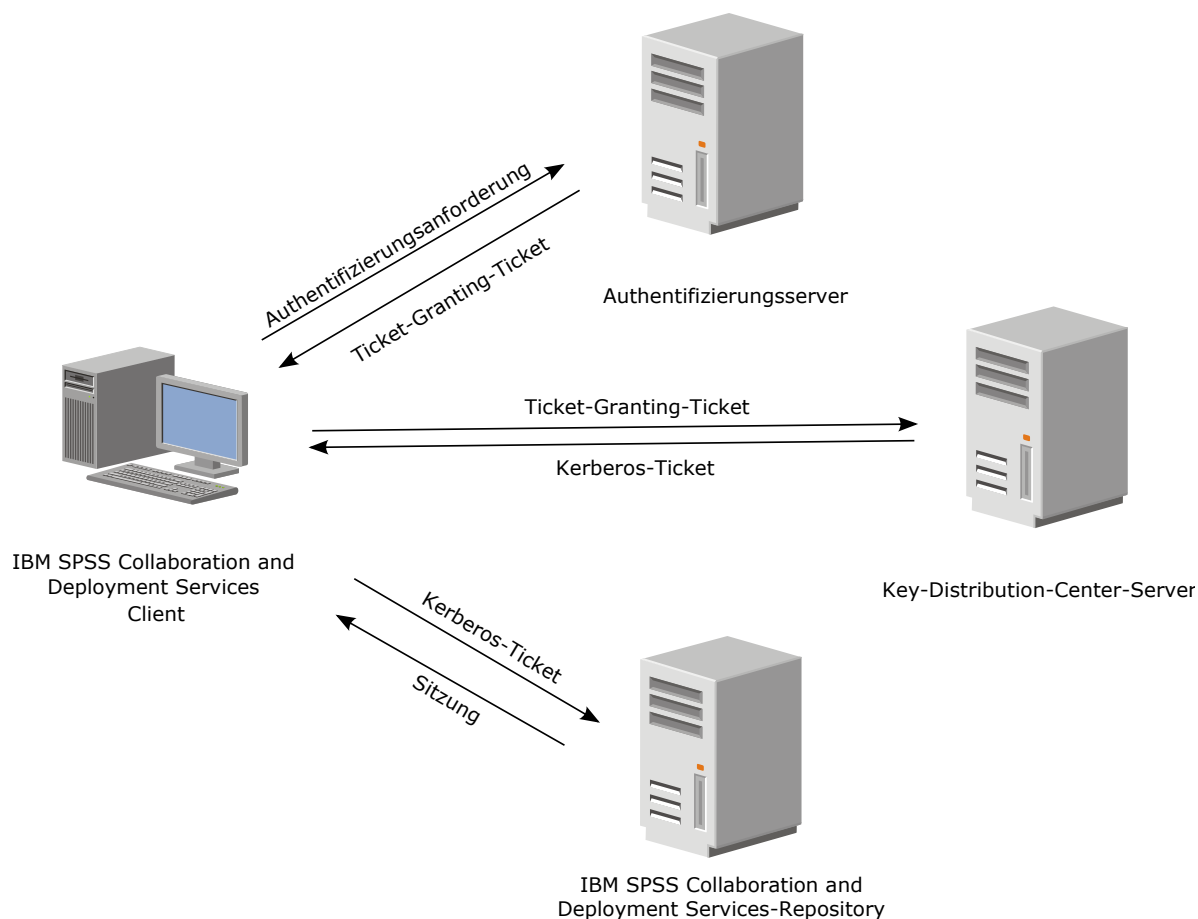 Authentifizierungsanforderung
Ticket-Granting-Ticket
Authentifizierungsserver
Ticket-Granting-Ticket
Kerberos-Ticket
IBM SPSS Collaboration and
Deployment Services
Client
Key-Distribution-Center-Server
Kerberos-Ticket
Sitzung
IBM SPSS Collaboration and
Deployment Services-Repository